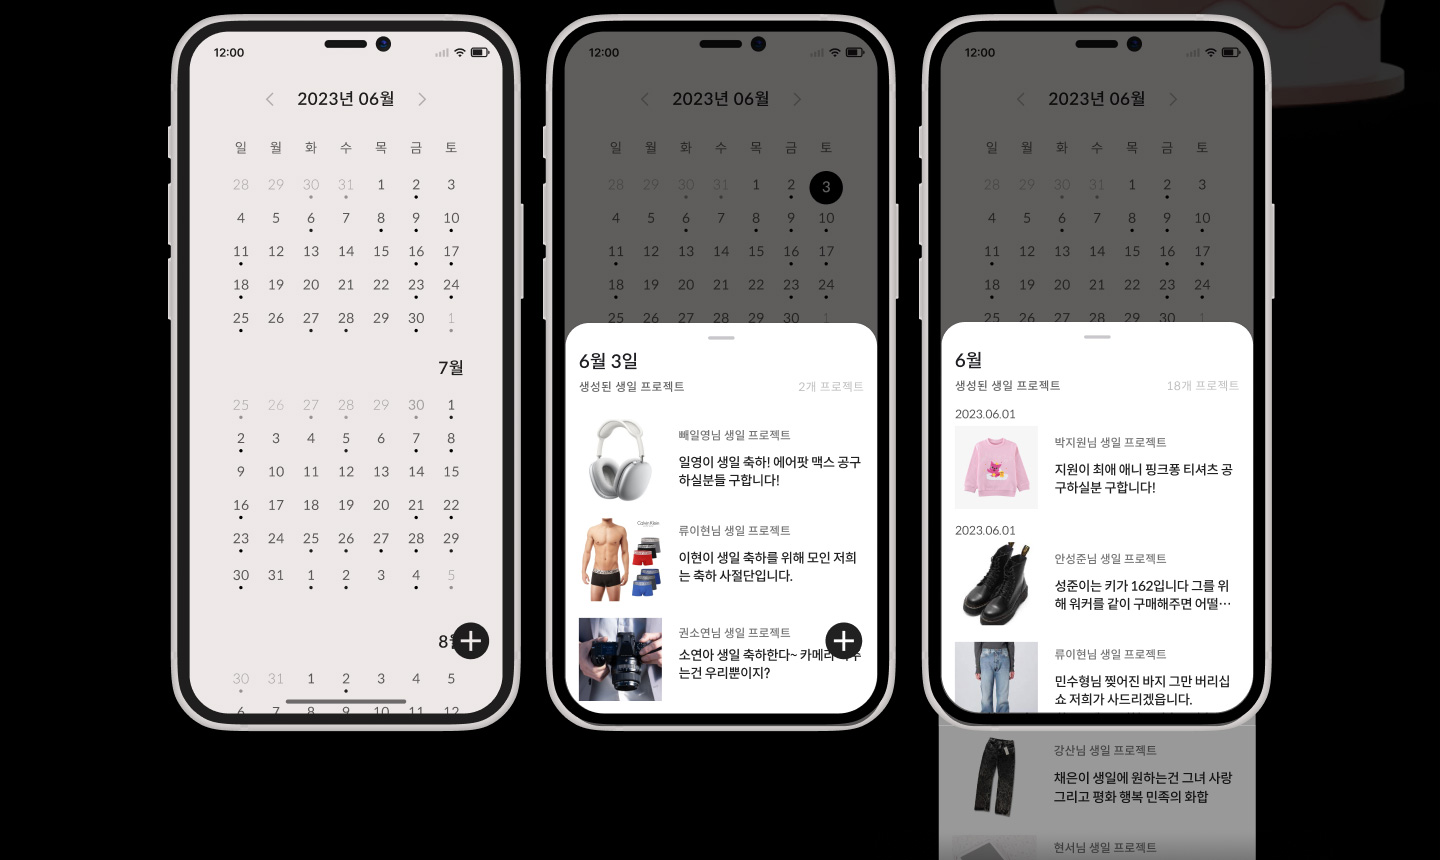 12:00
2023년 06월
일 월 화 수 목 금 토
28 29 30 31 1 2 3
4 5 6 7 8 9 10
11 12 13 14 15 16 17
18 19 20 21 22 23 24
25 26 27 28 29 30 1
7월
25 26 27 28 29 30 1
2 3 4 5 6 7 8
9 10 11 12 13 14 15
16 17 18 19 20 21 22
23 24 25 26 27 28 29
30 31 1 2 3 4 5
8월
30 31 1 2 3 4 5
6 7 8 9 10 11 12
12:00
2023년 06월
일 월 화 수 목 금 토
28 29 30 31 1 2 3
4 5 6 7 8 9 10
11 12 13 14 15 16 17
18 19 20 21 22 23 24
25 26 27 28 29 30 1
6월 3일
생성된 생일 프로젝트 2개 프로젝트
빼일영님 생일 프로젝트
일영이 생일 축하! 에어팟 맥스 공구
하실분들 구합니다!
Calvin Klein
류이현님 생일 프로젝트
이현이 생일 축하를 위해 모인 저희
는 축하 사절단입니다.
권소연님 생일 프로젝트
소연아 생일 축하한다~ 카메라
는건 우리뿐이지?
12:00
2023년 06월
일 월 화 수 목 금 토
28 29 30 31 1 2 3
4 5 6 7 8 9 10
11 12 13 14 15 16 17
18 19 20 21 22 23 24
25 26 27 28 29 30 1
6월
생성된 생일 프로젝트 18개 프로젝트
2023.06.01
박지원님 생일 프로젝트
지원이 최애 애니 핑크퐁 티셔츠 공
구하실분 구합니다!
2023.06.01
안성준님 생일 프로젝트
성준이는 키가 162입니다 그를 위
해 워커를 같이 구매해주면 어떨…
류이현님 생일 프로젝트
민수형님 찢어진 바지 그만 버리십
쇼 저희가 사드리겠읍니다.
강산님 생일 프로젝트
채은이 생일에 원하는건 그녀 사랑
그리고 평화 행복 민족의 화합
현서님 생일 프로젝트